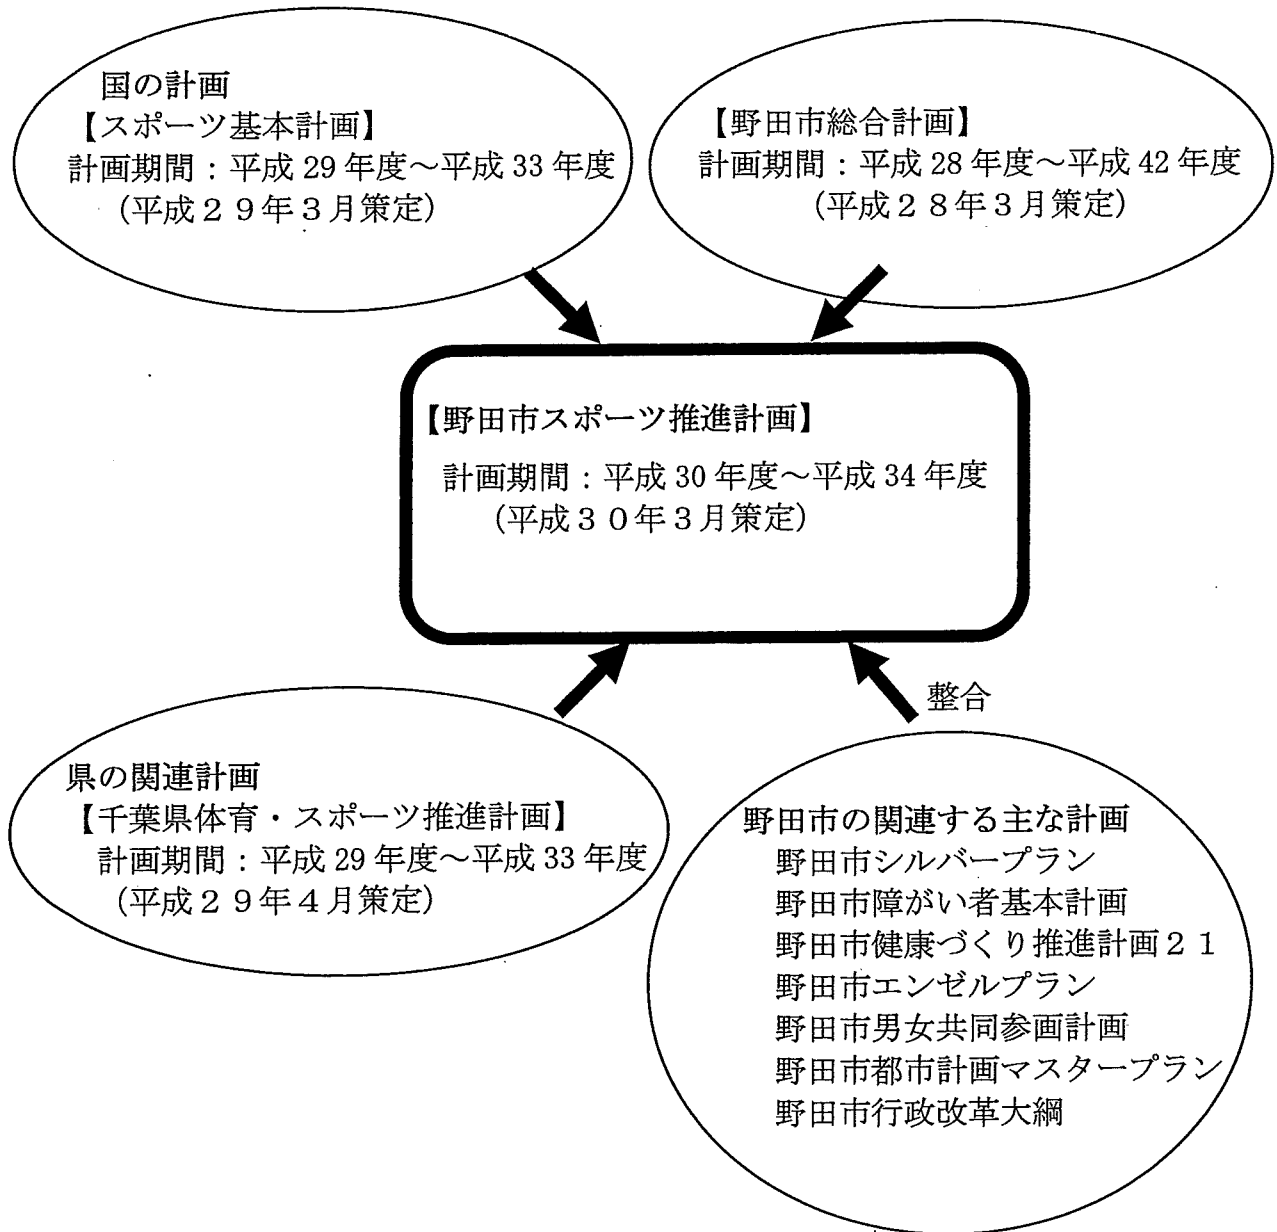 国の計画
【スポーツ基本計画】
計画期間：平成 29 年度～平成 33 年度
（平成２９年３月策定）
【野田市総合計画】
計画期間：平成 28 年度～平成 42 年度
（平成２８年３月策定）
【野田市スポーツ推進計画】
計画期間：平成 30 年度～平成 34 年度
（平成３０年３月策定）
県の関連計画
【千葉県体育・スポーツ推進計画】
計画期間：平成 29 年度～平成 33 年度
（平成２９年４月策定）
整合
野田市の関連する主な計画
野田市シルバープラン
野田市障がい者基本計画
野田市健康づくり推進計画２１
野田市エンゼルプラン
野田市男女共同参画計画
野田市都市計画マスタープラン
野田市行政改革大綱